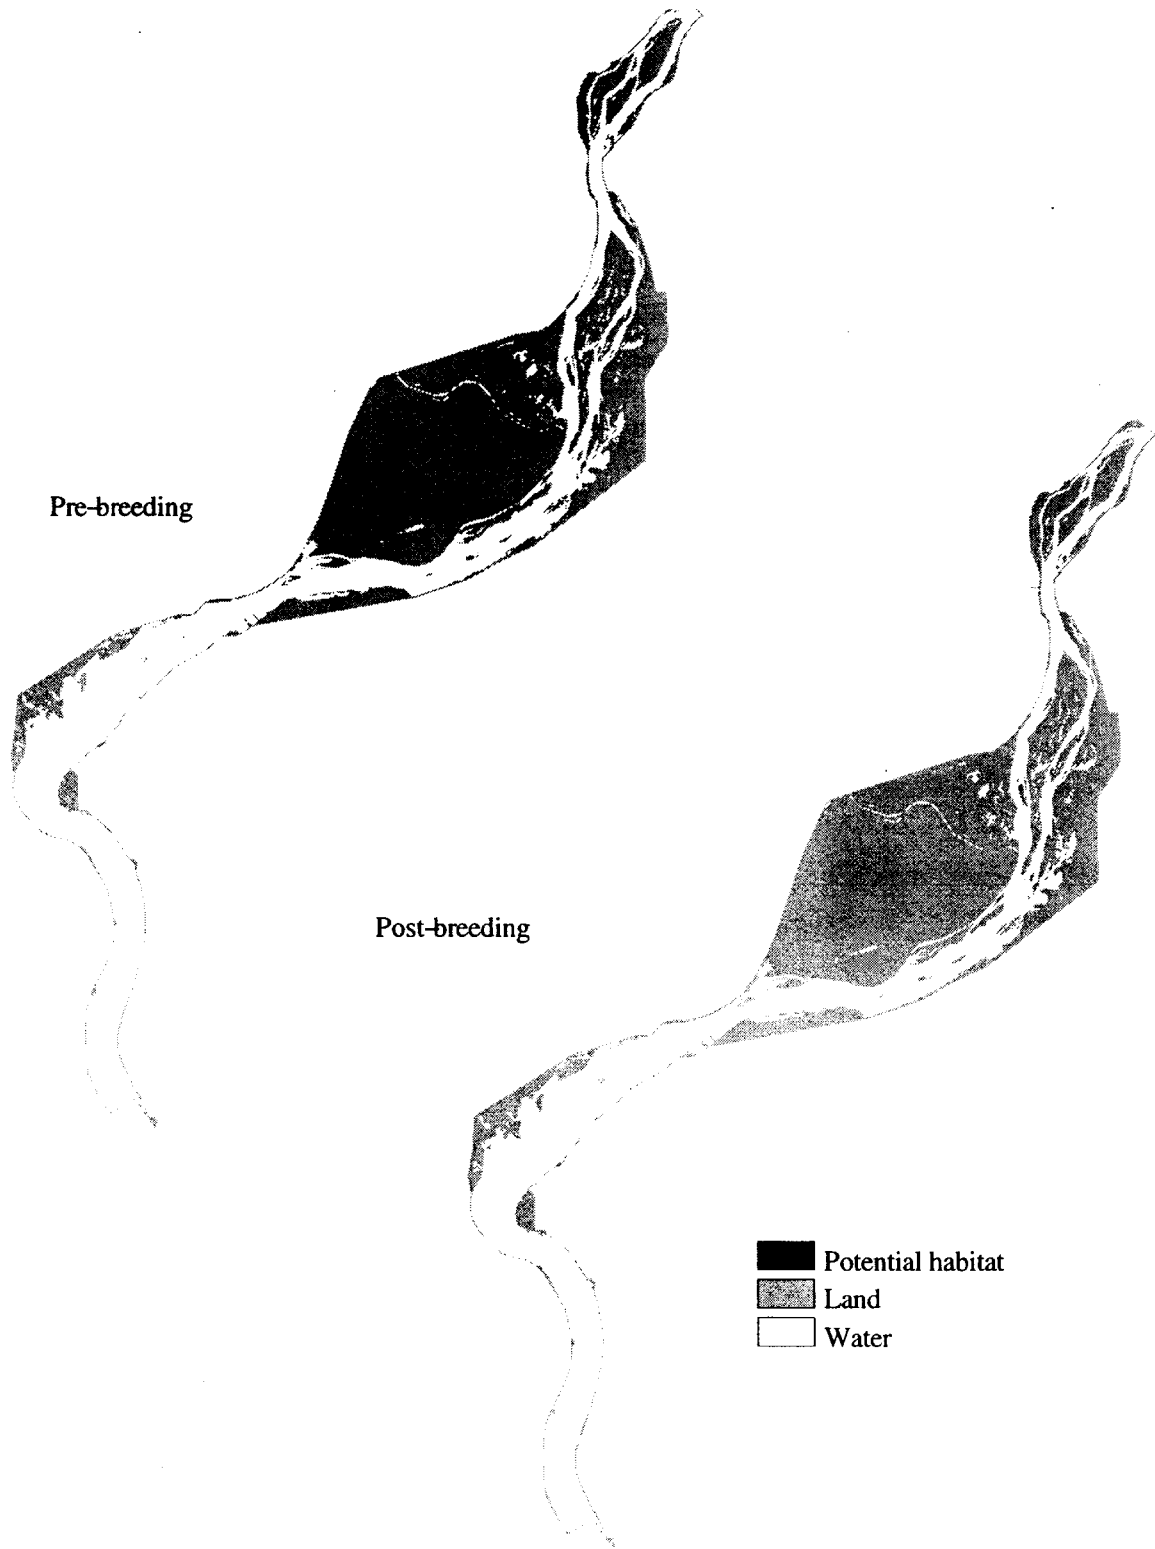 Pre-breeding
Post-breeding
Potential habitat
Land
Water